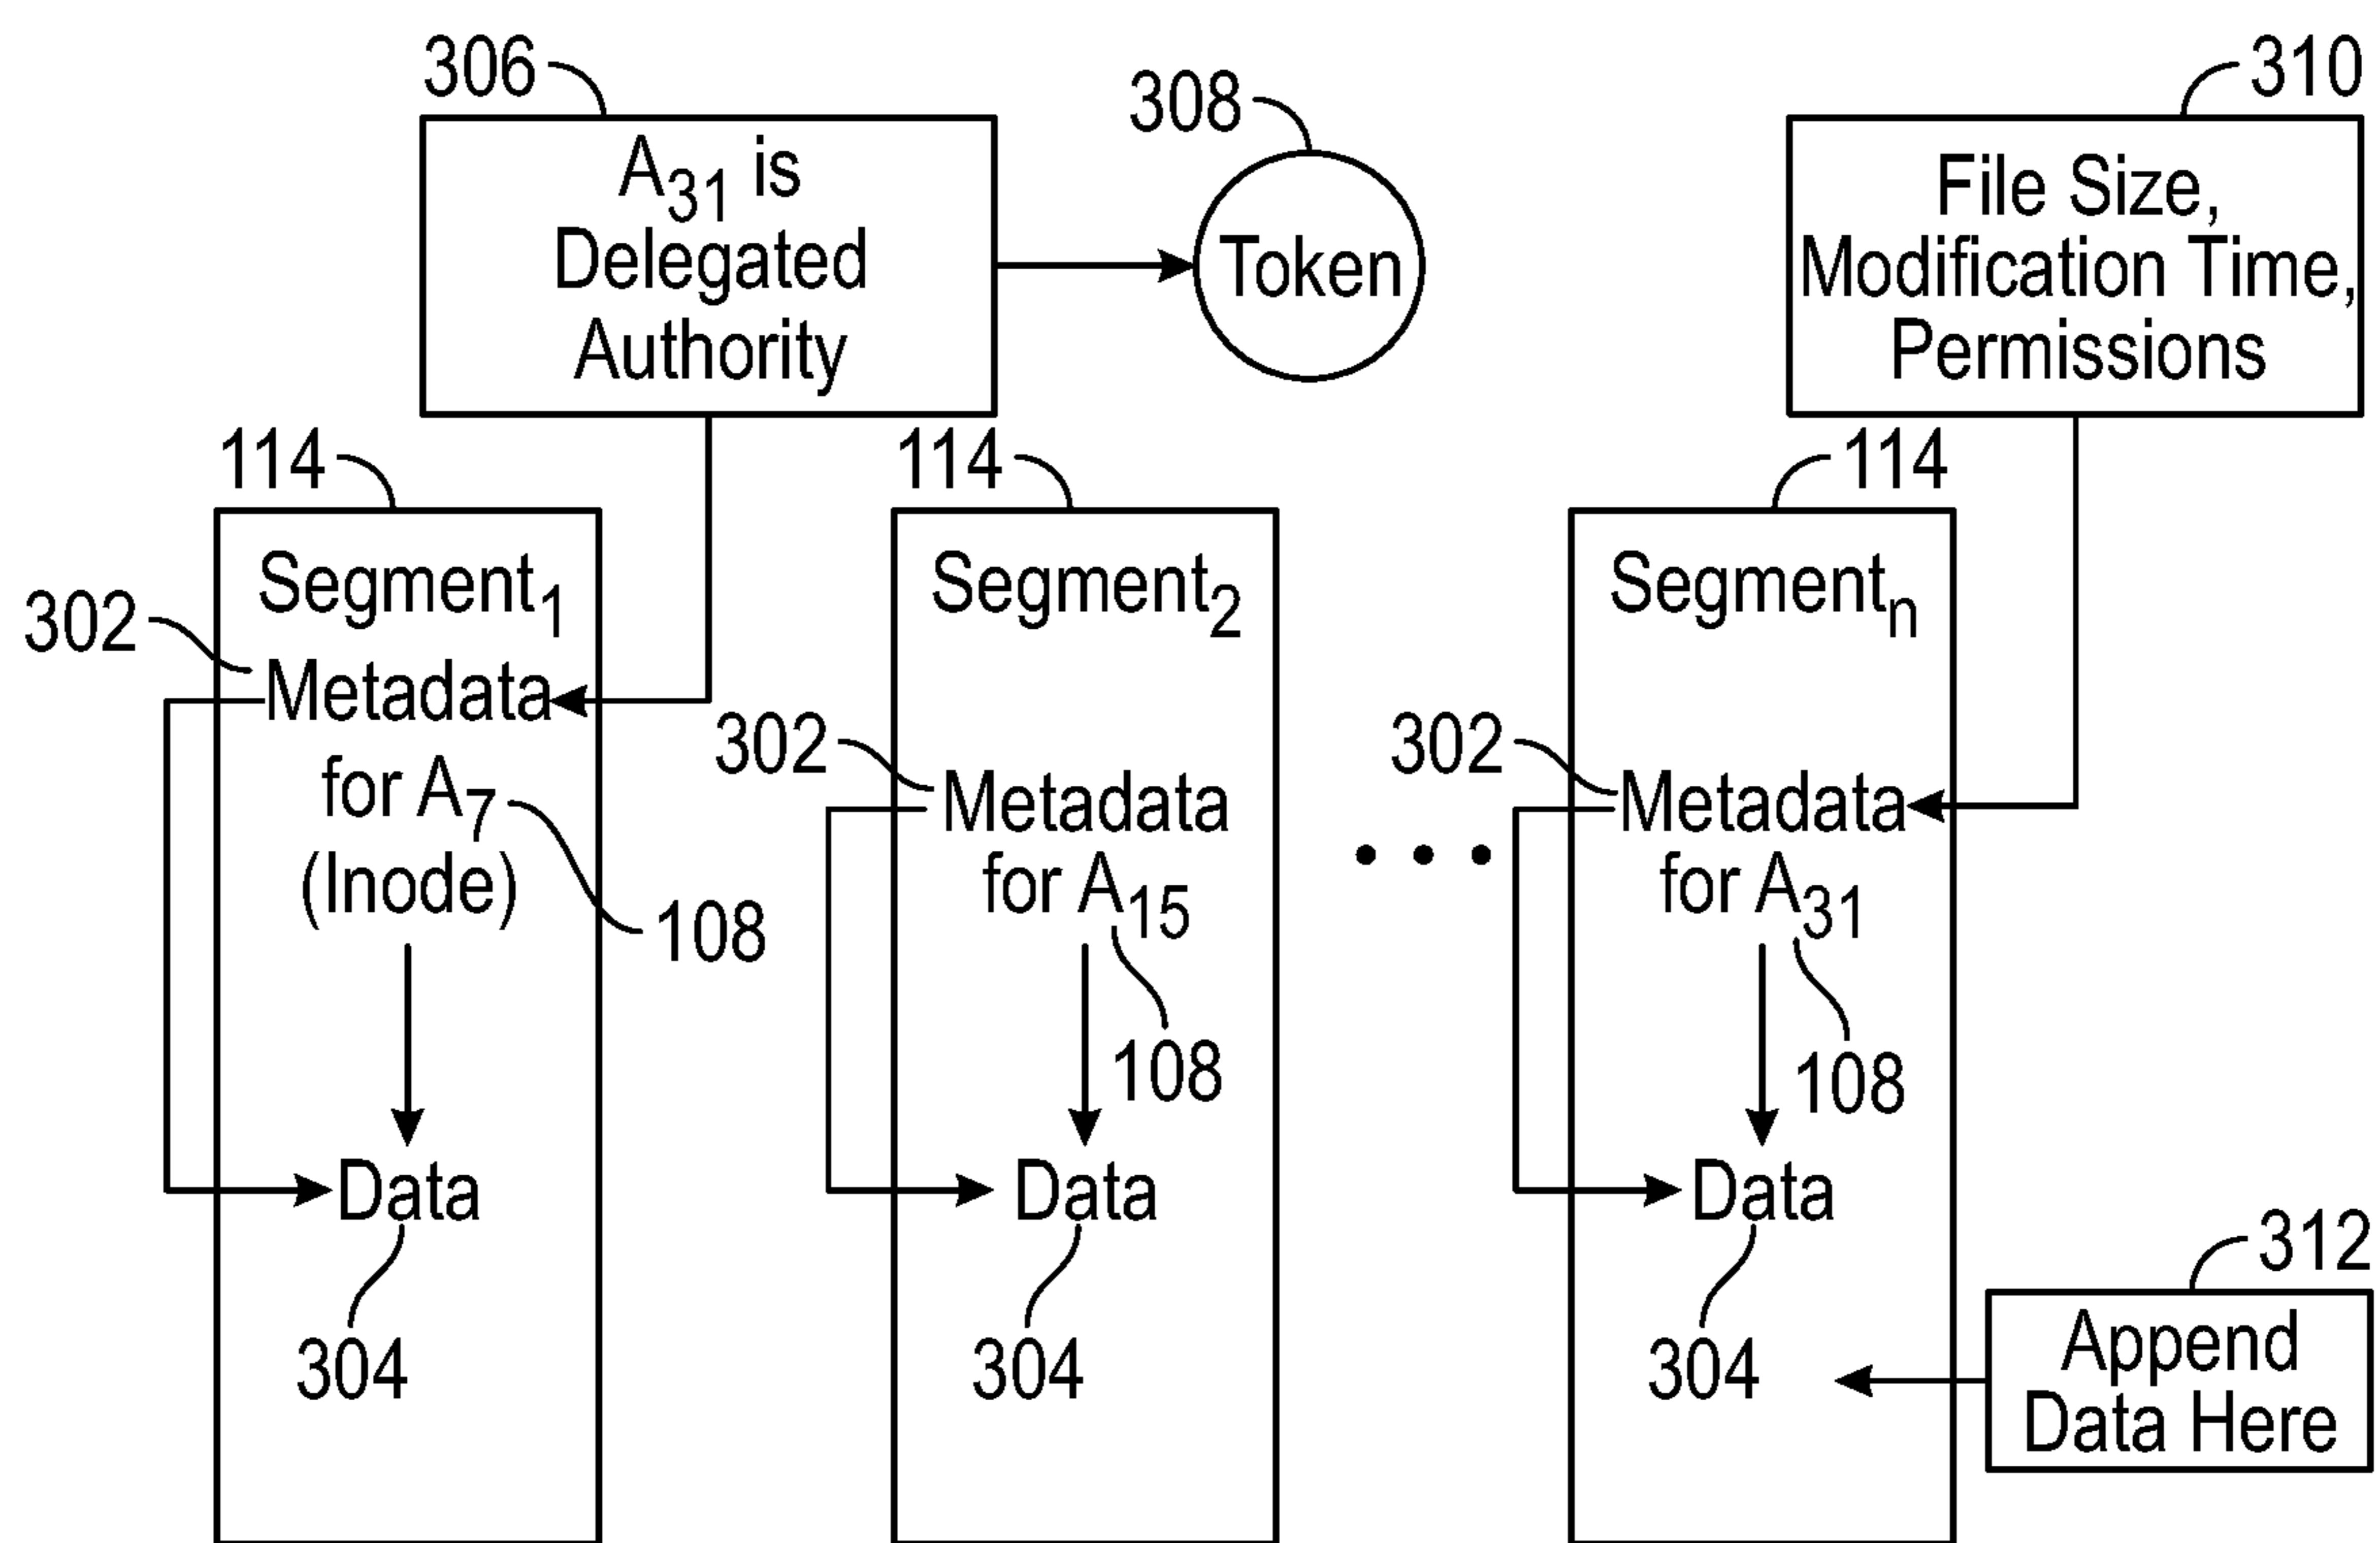 306
308
310
A31 is
Delegated
Authority
Token
File Size,
Modification Time,
Permissions
114
114
114
Segment1
302
Metadata
for A7
(Inode)
108
Data
304
Segment2
302
Metadata
for A15
108
Data
304
• • •
Segmentn
302
Metadata
for A31
108
Data
304
312
Append
Data Here